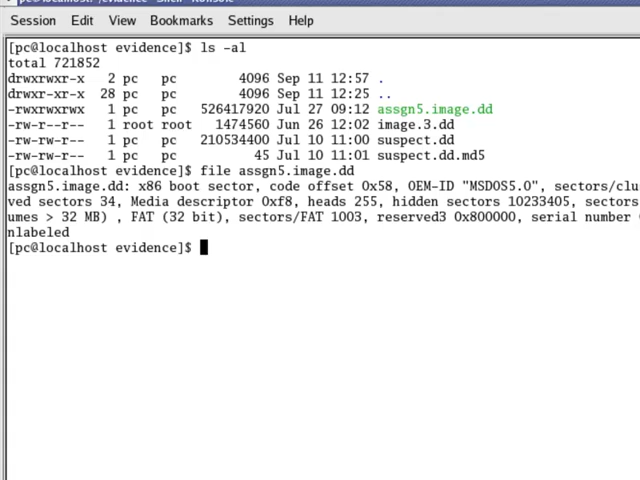 Session Edit View Bookmarks Settings Help
[pc@localhost evidence]$ ls -al
total 721852
drwxrwxr-x 2 pc pc 4096 Sep 11 12:57 .
drwxr-xr-x 28 pc pc 4096 Sep 11 12:25 ..
-rwxrwxrwx 1 pc pc 526417920 Jul 27 09:12 assgn5.image.dd
-rw-r--r-- 1 root root 1474560 Jun 26 12:02 image.3.dd
-rw-rw-r-- 1 pc pc 210534400 Jul 10 11:00 suspect.dd
-rw-rw-r-- 1 pc pc 45 Jul 10 11:01 suspect.dd.md5
[pc@localhost evidence]$ file assgn5.image.dd
assgn5.image.dd: x86 boot sector, code offset 0x58, OEM-ID "MSDOS5.0", sectors/clu
ved sectors 34, Media descriptor 0xf8, heads 255, hidden sectors 10233405, sectors
umes > 32 MB) , FAT (32 bit), sectors/FAT 1003, reserved3 0x800000, serial number
nlabeled
[pc@localhost evidence]$